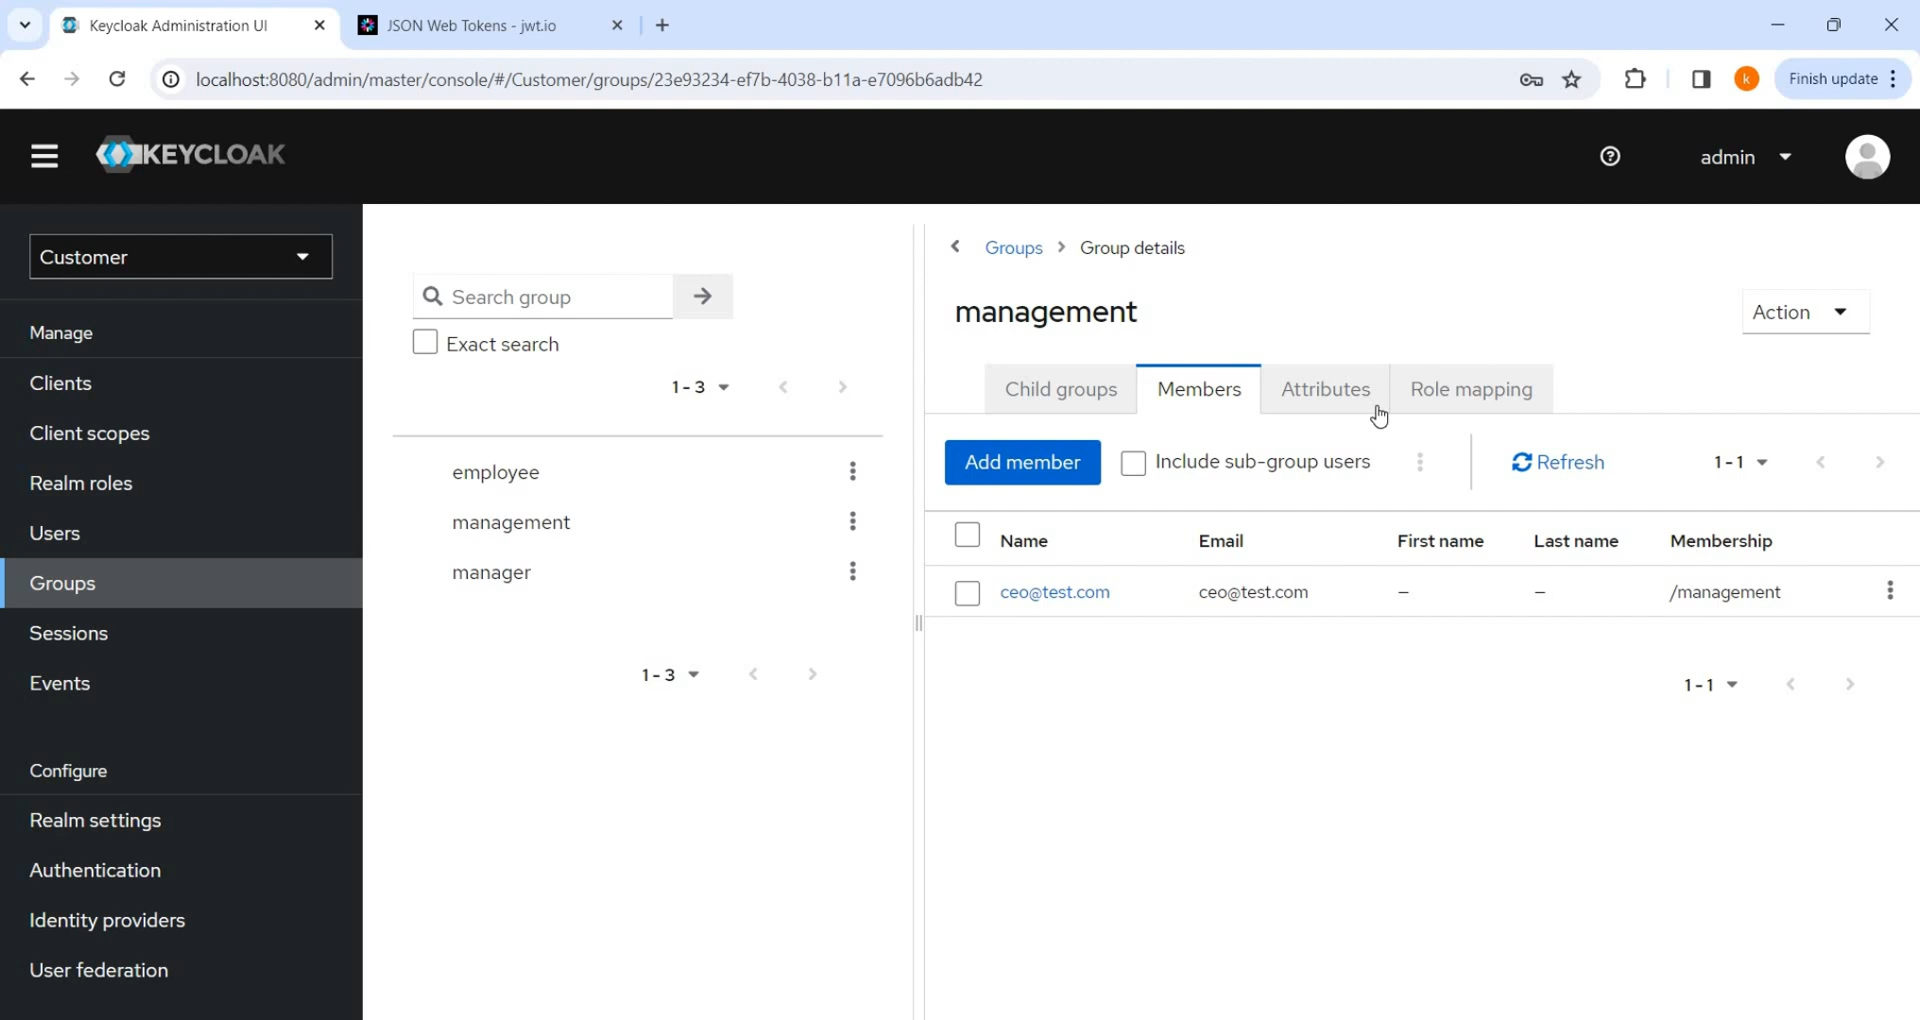 Keycloak Administration UI
JSON Web Tokens - jwt.io
localhost:8080/admin/master/console/#/Customer/groups/23e93234-ef7b-4038-b11a-e7096b6adb42
k
Finish update
KEYCLOAK
admin
Customer
Manage
Clients
Client scopes
Realm roles
Users
Groups
Sessions
Events
Configure
Realm settings
Authentication
Identity providers
User federation
Search group
Exact search
1 - 3
employee
management
manager
1 - 3
Groups > Group details
management
Action
Child groups
Members
Attributes
Role mapping
Add member
Include sub-group users
Refresh
1 - 1
Name Email First name Last name Membership
ceo@test.com ceo@test.com – – /management
1 - 1